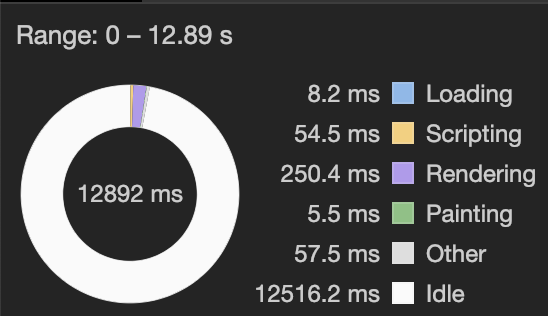 Range: 0 – 12.89 s
12892 ms
8.2 ms Loading
54.5 ms Scripting
250.4 ms Rendering
5.5 ms Painting
57.5 ms Other
12516.2 ms Idle